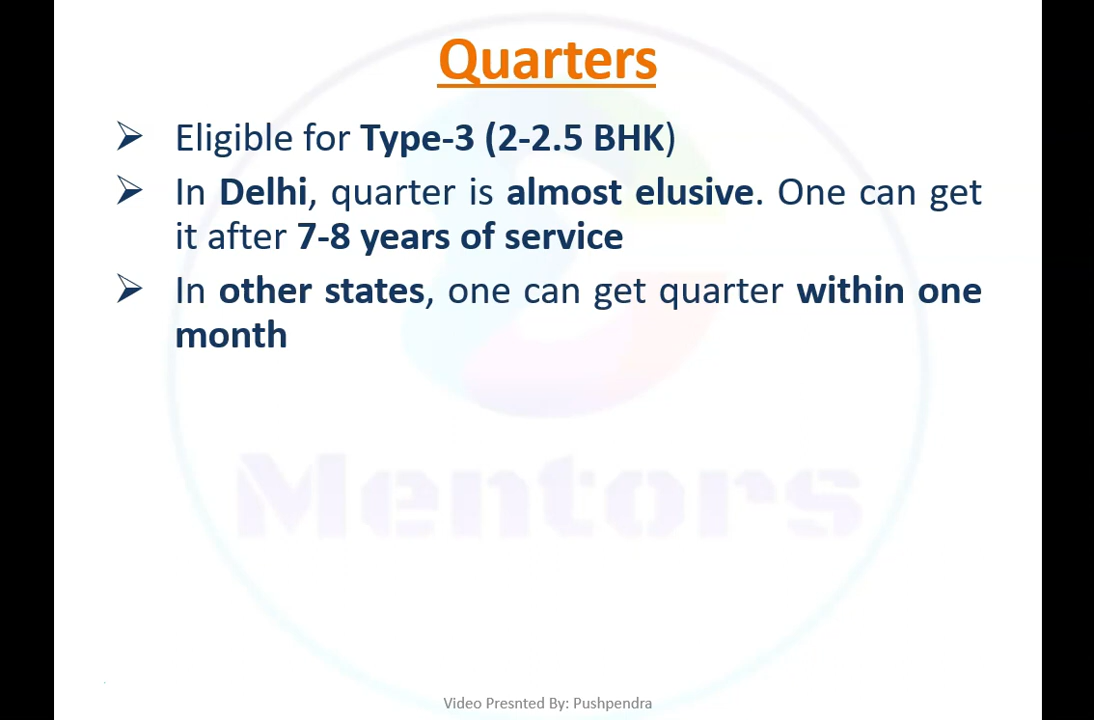 Quarters
➢ Eligible for Type-3 (2-2.5 BHK)
➢ In Delhi, quarter is almost elusive. One can get
it after 7-8 years of service
➢ In other states, one can get quarter within one
month
Mentors
Video Presnted By: Pushpendra